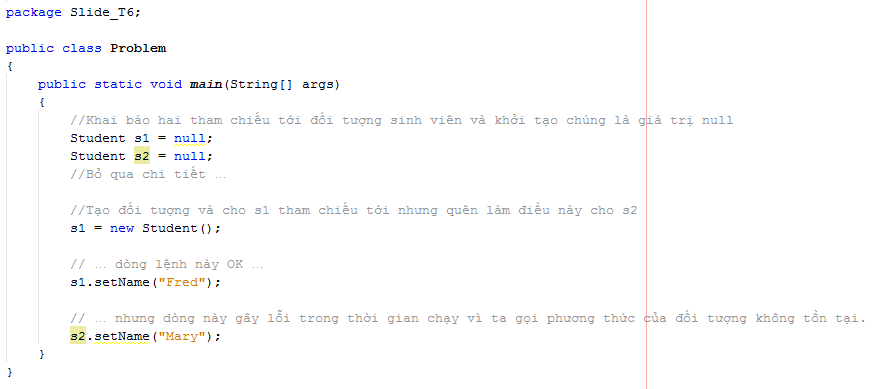 package Slide_T6;
public class Problem
{
public static void main(String[] args)
{
//Khai báo hai tham chiếu tới đối tượng sinh viên và khởi tạo chúng là giá trị null
Student s1 = null;
Student s2 = null;
//Bỏ qua chi tiết …
//Tạo đối tượng và cho s1 tham chiếu tới nhưng quên làm điều này cho s2
s1 = new Student();
// … dòng lệnh này OK …
s1.setName("Fred");
// … nhưng dòng này gây lỗi trong thời gian chạy vì ta gọi phương thức của đối tượng không tồn tại.
s2.setName("Mary");
}
}